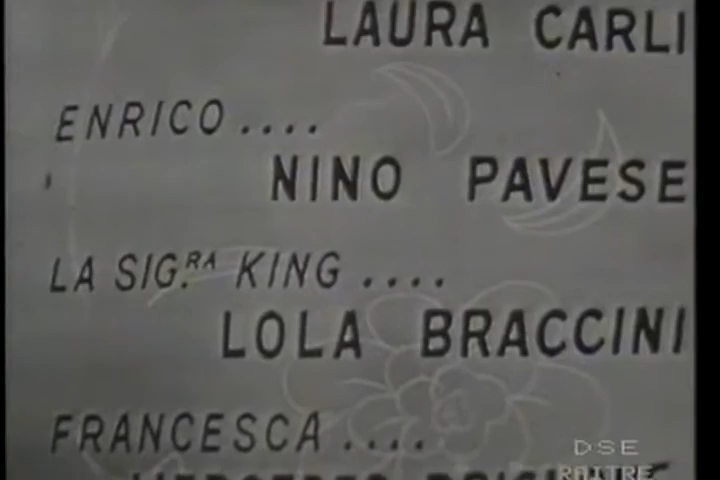 LAURA CARLI
ENRICO....
NINO PAVESE
LA SIG.RA KING ....
LOLA BRACCINI
FRANCESCA ....
DSE
RAITRE